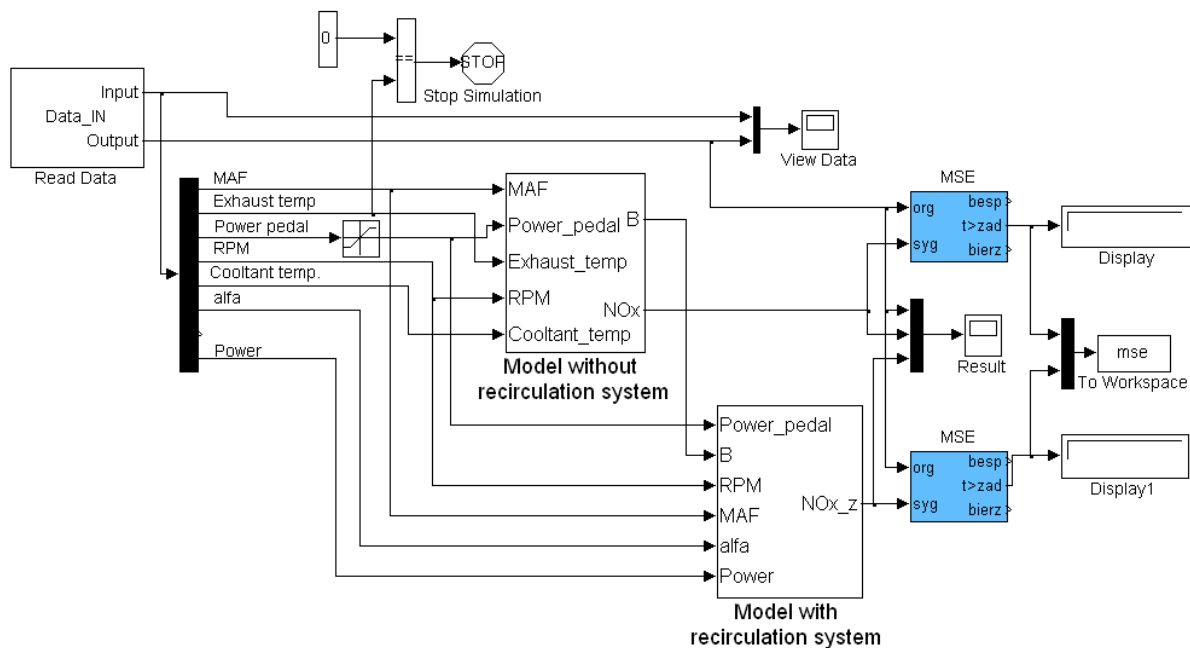 0
==
STOP
Stop Simulation
Input
Data_IN
Output
Read Data
View Data
MAF
Exhaust temp
Power pedal
RPM
Cooltant temp.
alfa
Power
MAF
Power_pedal
Exhaust_temp
RPM
Cooltant_temp
B
NOx
Model without
recirculation system
MSE
org
syg
besp
t>zad
bierz
Display
Result
mse
To Workspace
Power_pedal
B
RPM
MAF
alfa
Power
NOx_z
Model with
recirculation system
MSE
org
syg
besp
t>zad
bierz
Display1